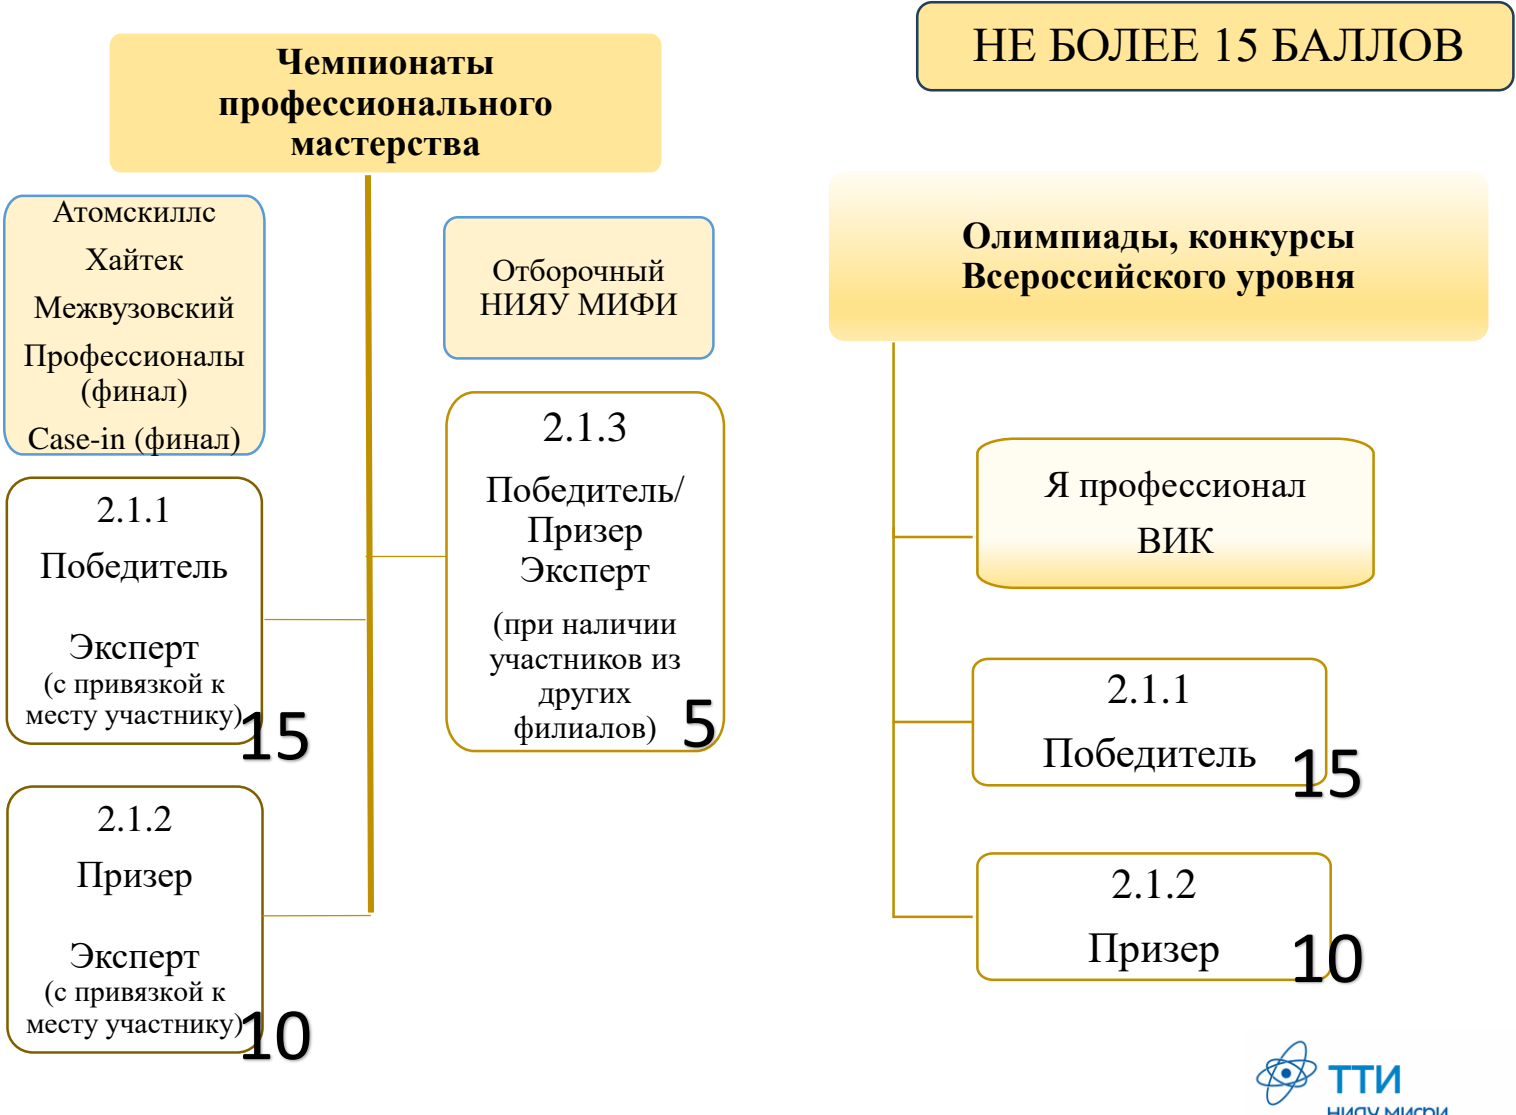 НЕ БОЛЕЕ 15 БАЛЛОВ
Чемпионаты
профессионального
мастерства
Атомскиллс
Хайтек
Межвузовский
Профессионалы
(финал)
Case-in (финал)
Отборочный
НИЯУ МИФИ
2.1.1
Победитель
Эксперт
(с привязкой к
месту участнику)
15
2.1.2
Призер
Эксперт
(с привязкой к
месту участнику)
10
2.1.3
Победитель/
Призер
Эксперт
(при наличии
участников из
других
филиалов)
5
Олимпиады, конкурсы
Всероссийского уровня
Я профессионал
ВИК
2.1.1
Победитель
15
2.1.2
Призер
10
ТТИ
НИЯУ МИФИ